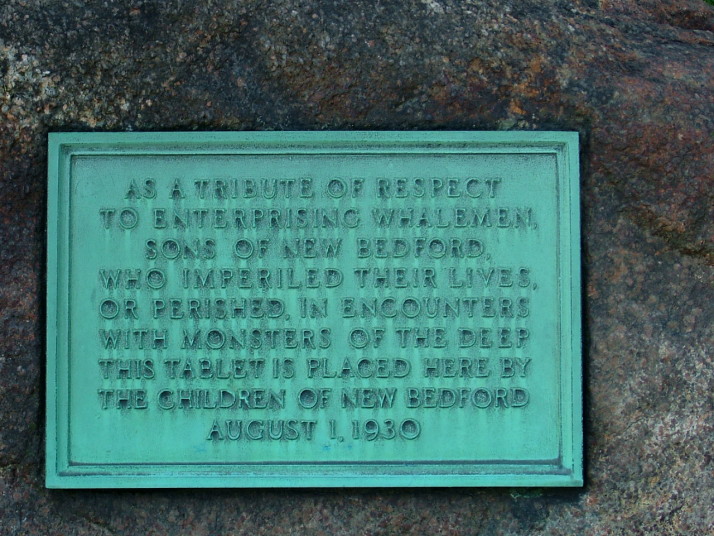 AS A TRIBUTE OF RESPECT
TO ENTERPRISING WHALEMEN,
SONS OF NEW BEDFORD,
WHO IMPERILED THEIR LIVES,
OR PERISHED, IN ENCOUNTERS
WITH MONSTERS OF THE DEEP
THIS TABLET IS PLACED HERE BY
THE CHILDREN OF NEW BEDFORD
AUGUST 1, 1930